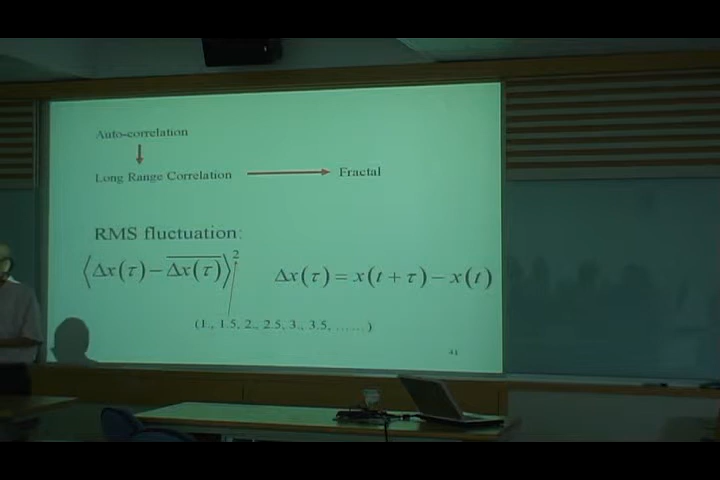 Auto-correlation
Long Range Correlation → Fractal
RMS fluctuation:
⟨Δx(τ) − \overline{Δx(τ)}⟩²  Δx(τ) = x(t + τ) − x(t)
(1., 1.5, 2., 2.5, 3., 3.5, ……)